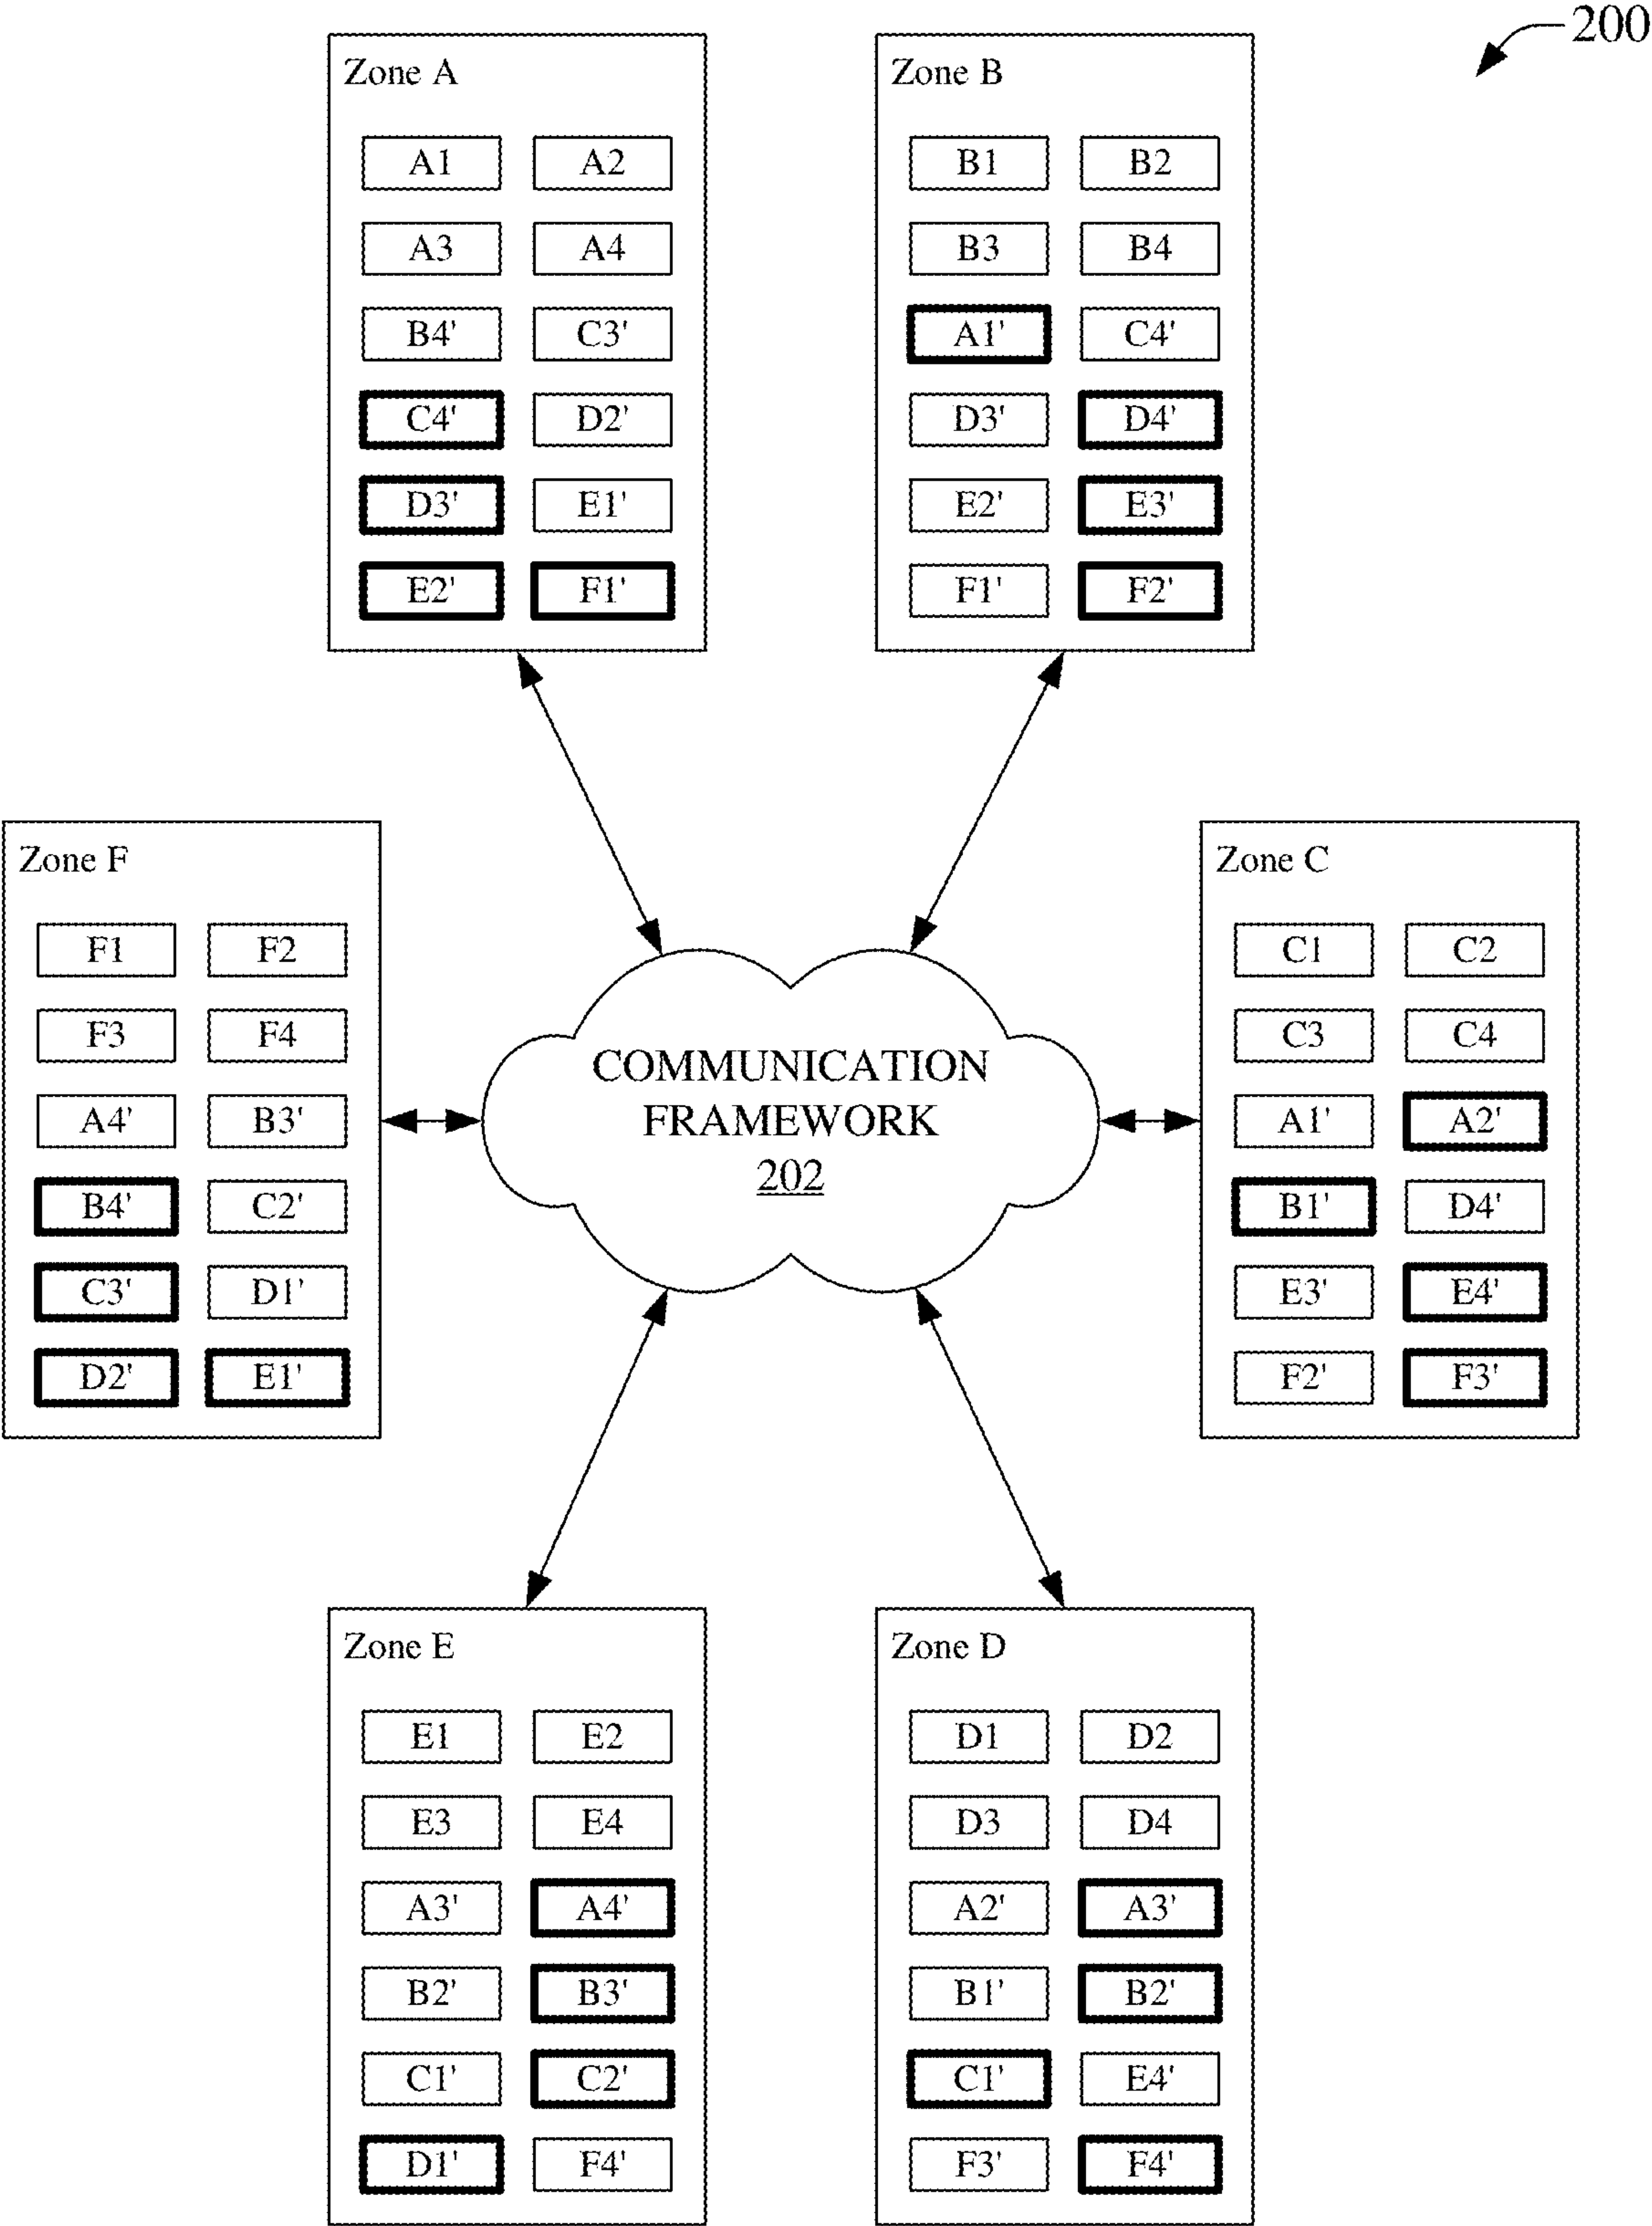 200
Zone A
A1 A2
A3 A4
B4' C3'
C4' D2'
D3' E1'
E2' F1'
Zone B
B1 B2
B3 B4
A1' C4'
D3' D4'
E2' E3'
F1' F2'
Zone F
F1 F2
F3 F4
A4' B3'
B4' C2'
C3' D1'
D2' E1'
COMMUNICATION
FRAMEWORK
202
Zone C
C1 C2
C3 C4
A1' A2'
B1' D4'
E3' E4'
F2' F3'
Zone E
E1 E2
E3 E4
A3' A4'
B2' B3'
C1' C2'
D1' F4'
Zone D
D1 D2
D3 D4
A2' A3'
B1' B2'
C1' E4'
F3' F4'